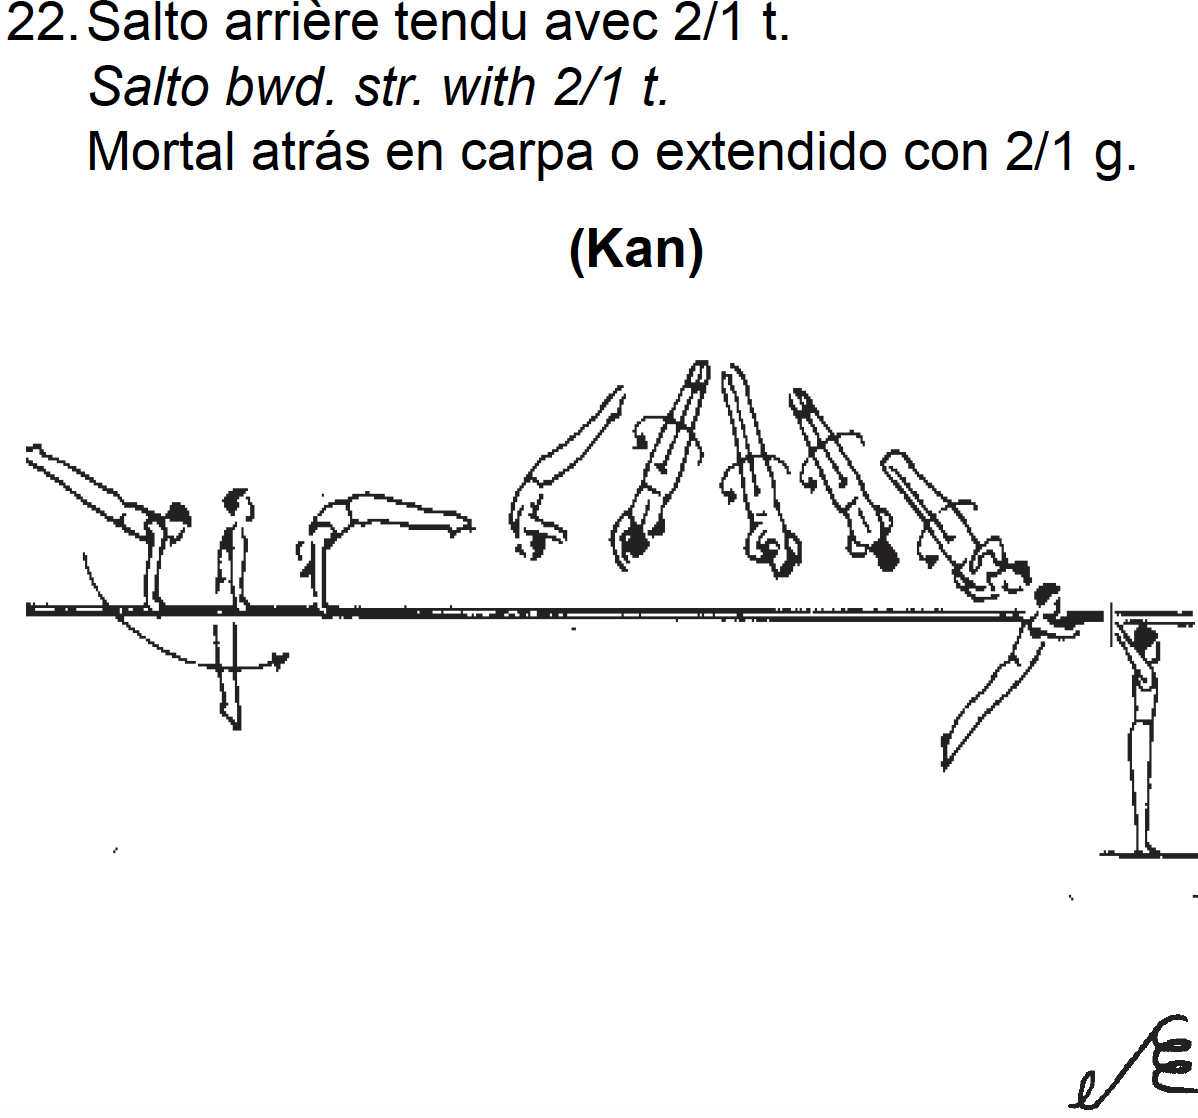 22. Salto arrière tendu avec 2/1 t.
Salto bwd. str. with 2/1 t.
Mortal atrás en carpa o extendido con 2/1 g.
(Kan)